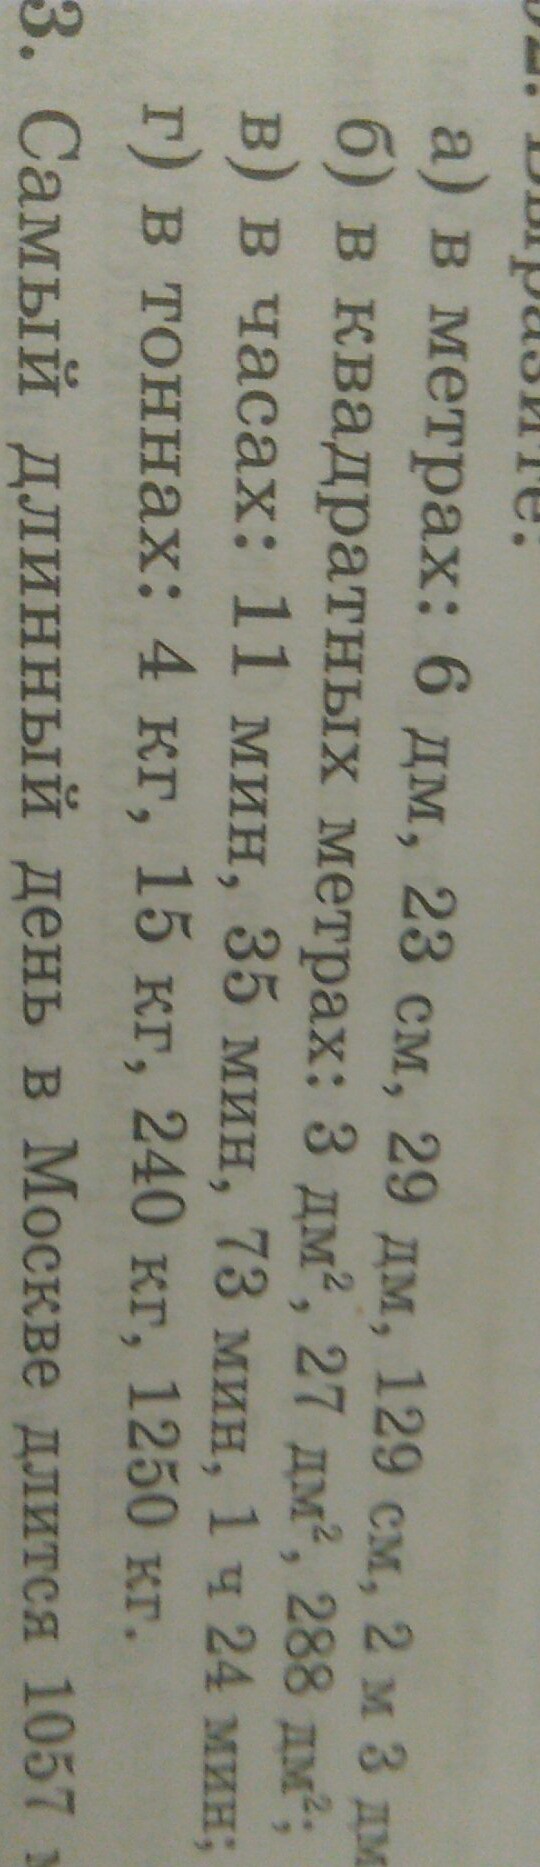 Выразите:
а) в метрах: 6 дм, 23 см, 29 дм, 129 см, 2 м 3 дм
б) в квадратных метрах: 3 дм², 27 дм², 288 дм²;
в) в часах: 11 мин, 35 мин, 73 мин, 1 ч 24 мин;
г) в тоннах: 4 кг, 15 кг, 240 кг, 1250 кг.
3. Самый длинный день в Москве длится 1057